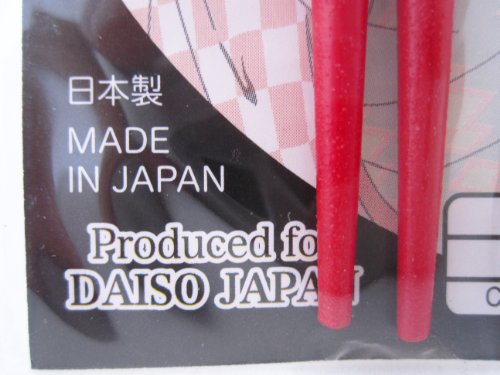 日本製
MADE
IN JAPAN
Produced for
DAISO JAPAN